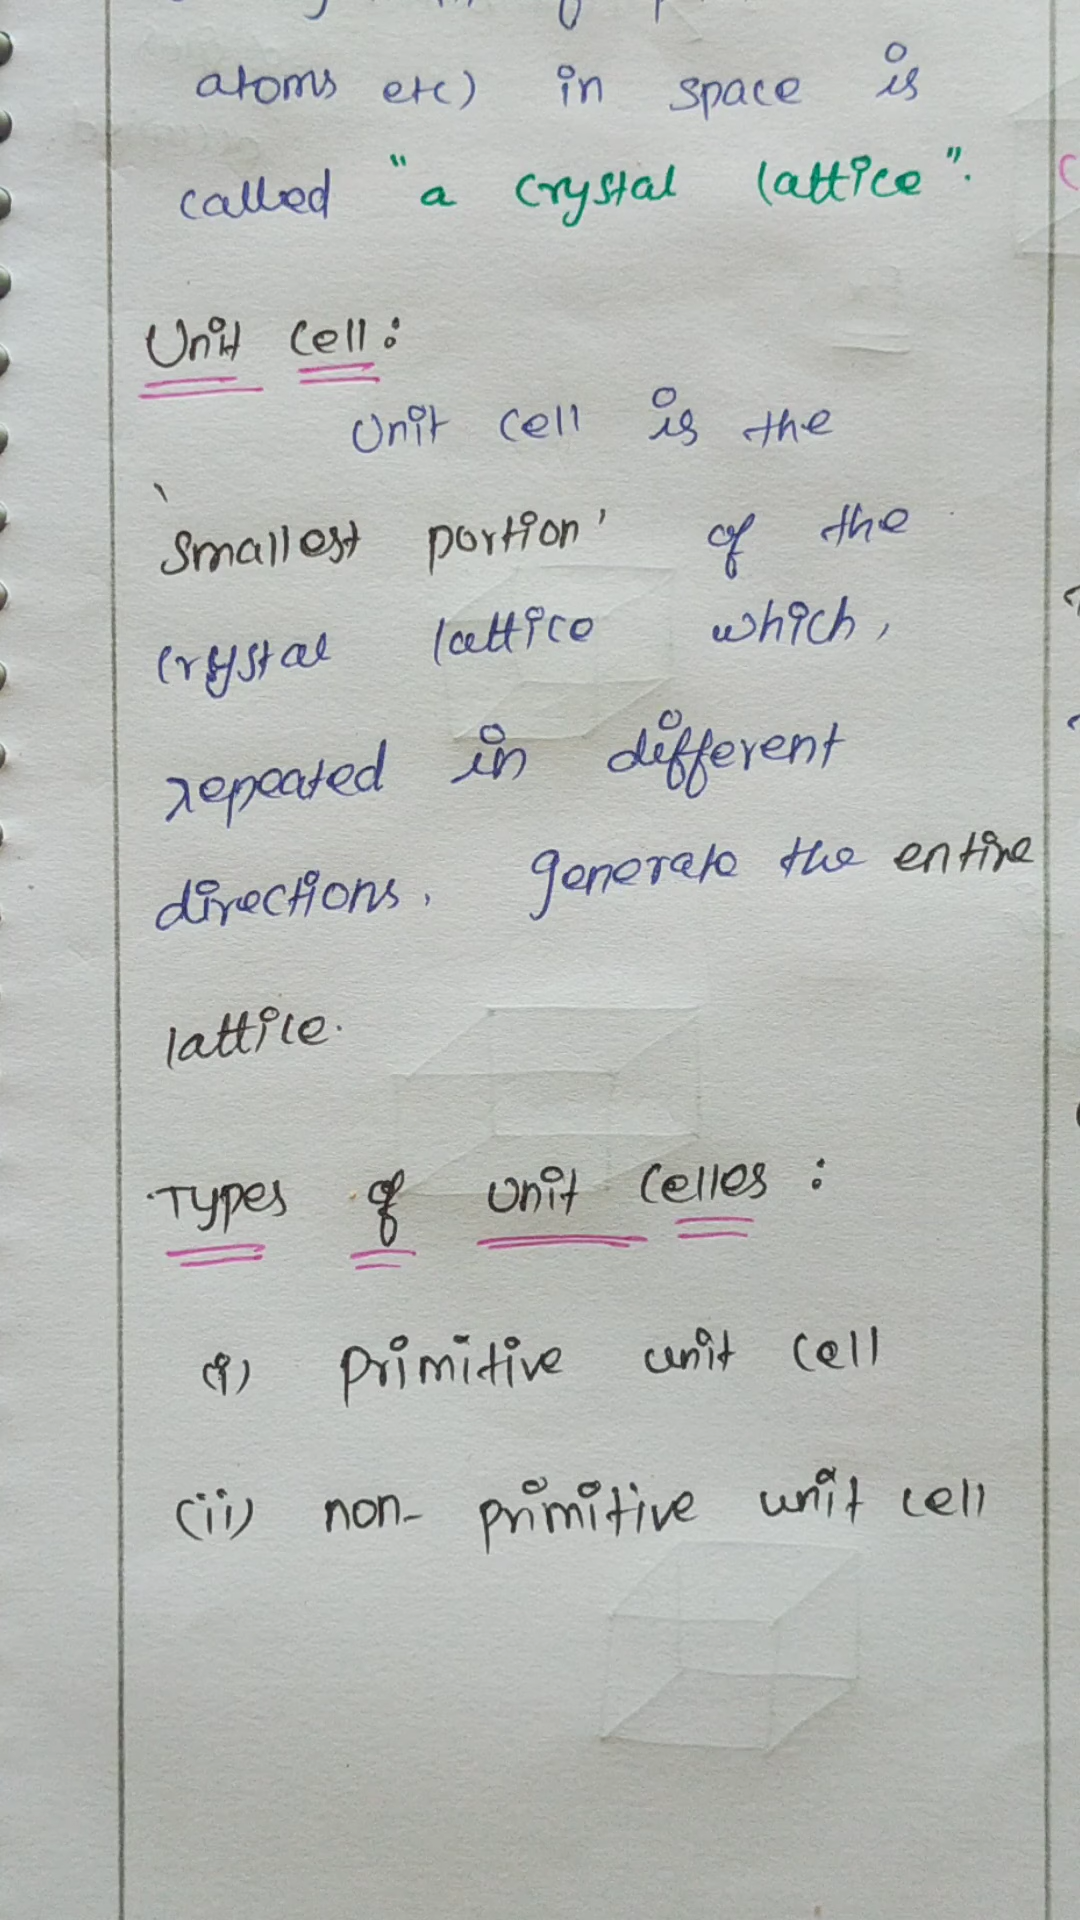 atoms etc) in space is
called "a crystal lattice".
Unit cell:
Unit cell is the
'smallest portion' of the
crystal lattice which,
repeated in different
directions, generate the entire
lattice.
Types of unit celles :
(i) primitive unit cell
(ii) non- primitive unit cell